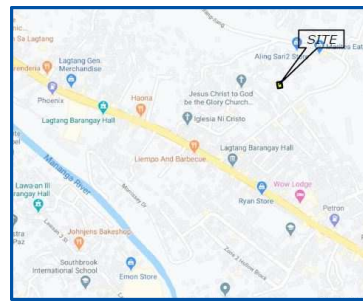 SITE
Aling Sari2 Store
Lagtang Gen.
Merchandise
Phoenix
Haoria
Jesus Christ to God
be the Glory Church...
Iglesia Ni Cristo
Lagtang Barangay Hall
Lagtang Barangay Hall
Liempo And Barbecue
Wow Lodge
Ryan Store
Petron
Mananga River
Johnjens Bakeshop
Southbrook
International School
Emon Store